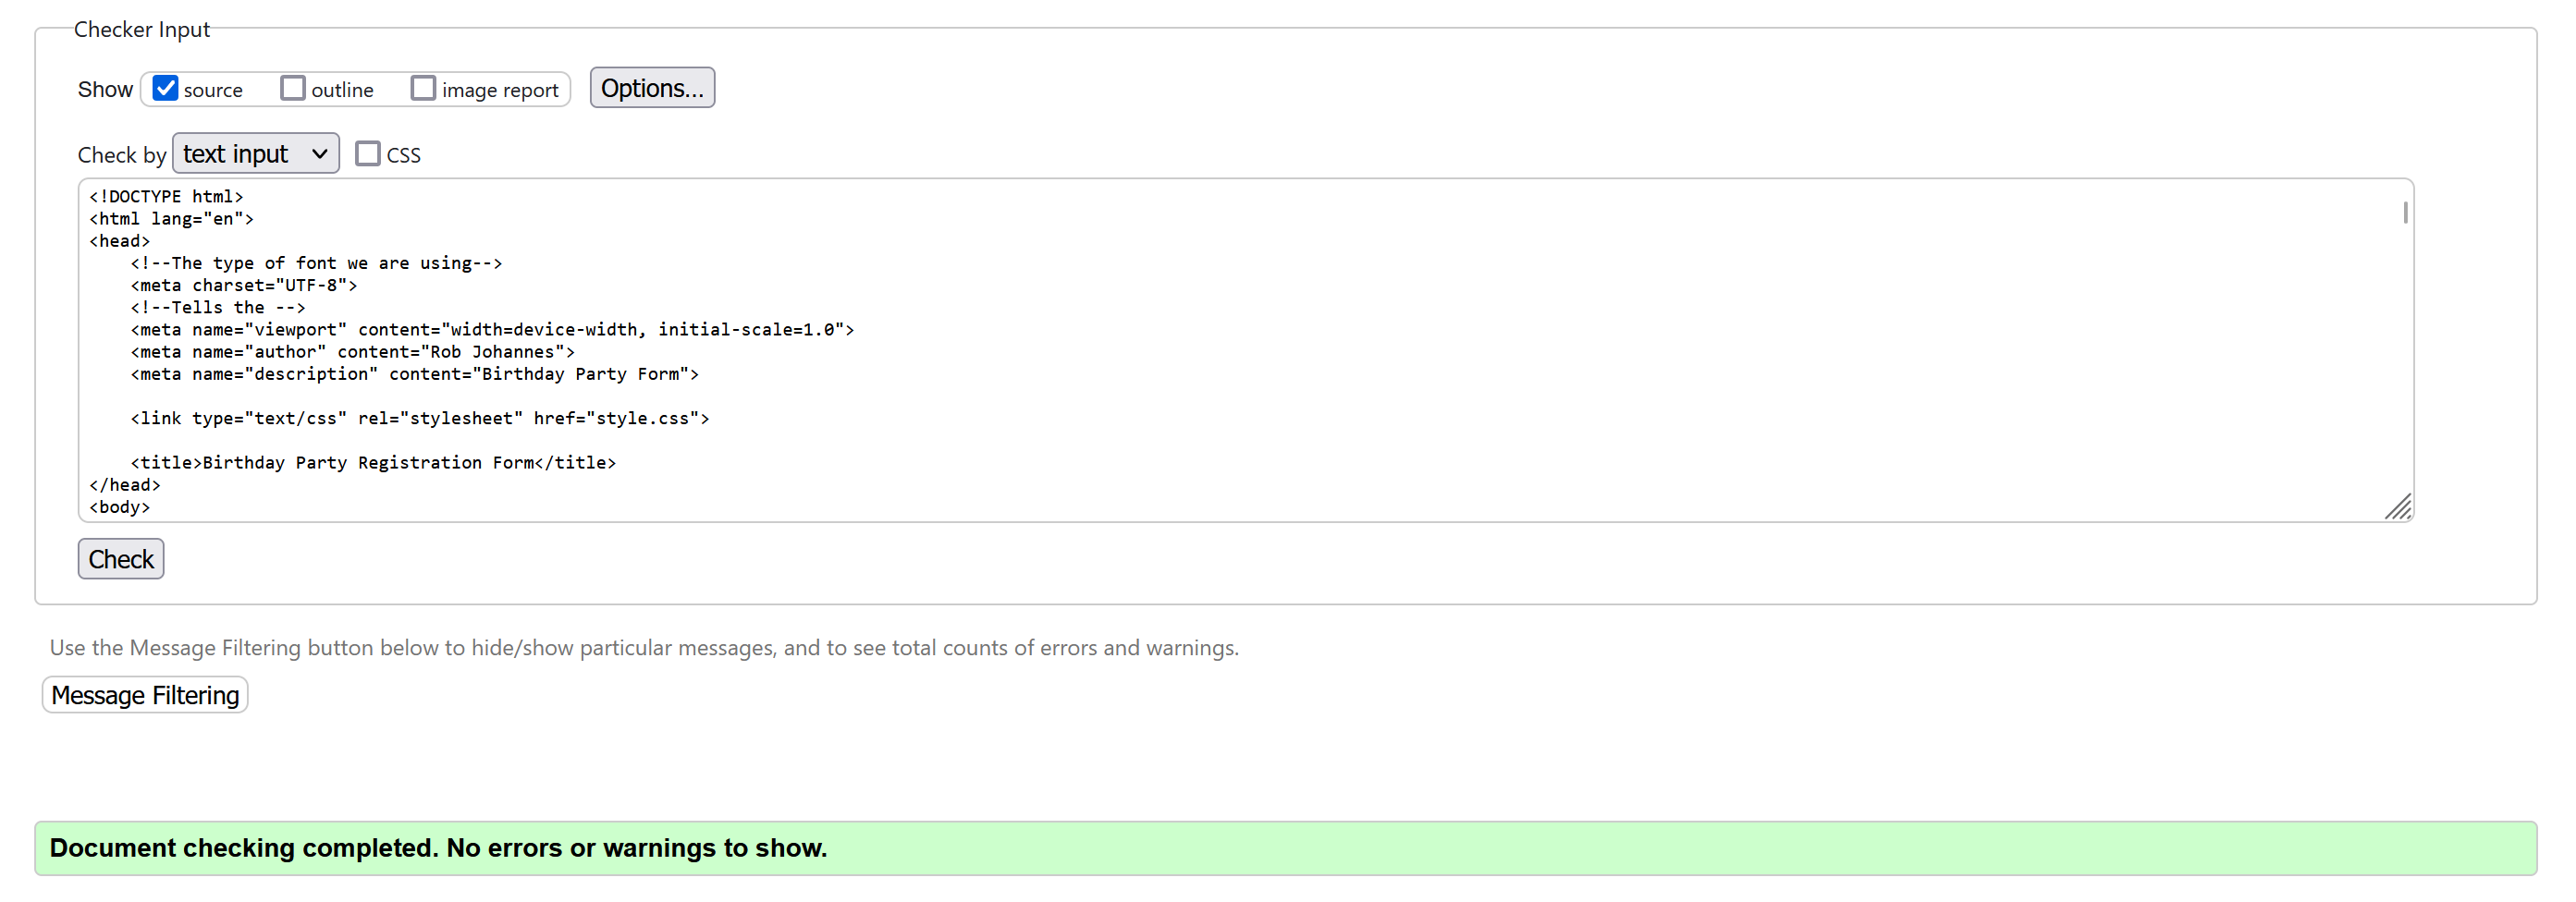 Checker Input
Show source outline image report Options...
Check by text input CSS
<!DOCTYPE html>
<html lang="en">
<head>
    <!--The type of font we are using-->
    <meta charset="UTF-8">
    <!--Tells the -->
    <meta name="viewport" content="width=device-width, initial-scale=1.0">
    <meta name="author" content="Rob Johannes">
    <meta name="description" content="Birthday Party Form">
    <link type="text/css" rel="stylesheet" href="style.css">
    <title>Birthday Party Registration Form</title>
</head>
<body>
Check
Use the Message Filtering button below to hide/show particular messages, and to see total counts of errors and warnings.
Message Filtering
Document checking completed. No errors or warnings to show.